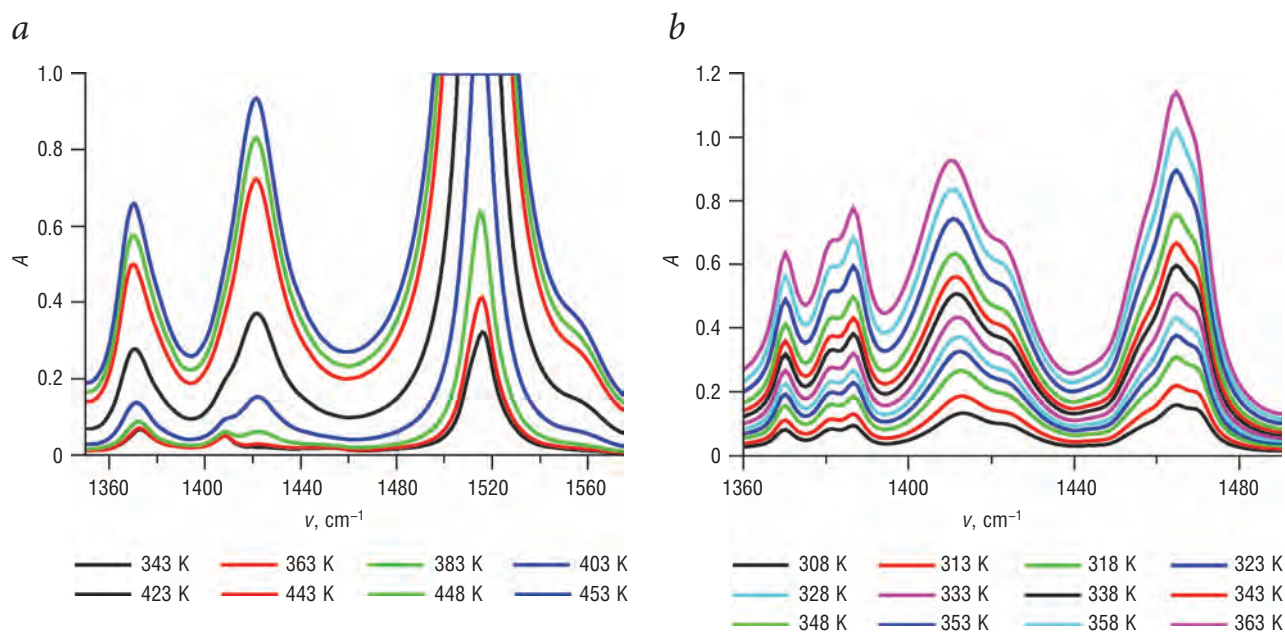 a
1.0
0.8
0.6
0.4
0.2
0
A
1360 1400 1440 1480 1520 1560
ν, cm–1
343 K 363 K 383 K 403 K
423 K 443 K 448 K 453 K
b
1.2
1.0
0.8
0.6
0.4
0.2
0
A
1360 1400 1440 1480
ν, cm–1
308 K 313 K 318 K 323 K
328 K 333 K 338 K 343 K
348 K 353 K 358 K 363 K